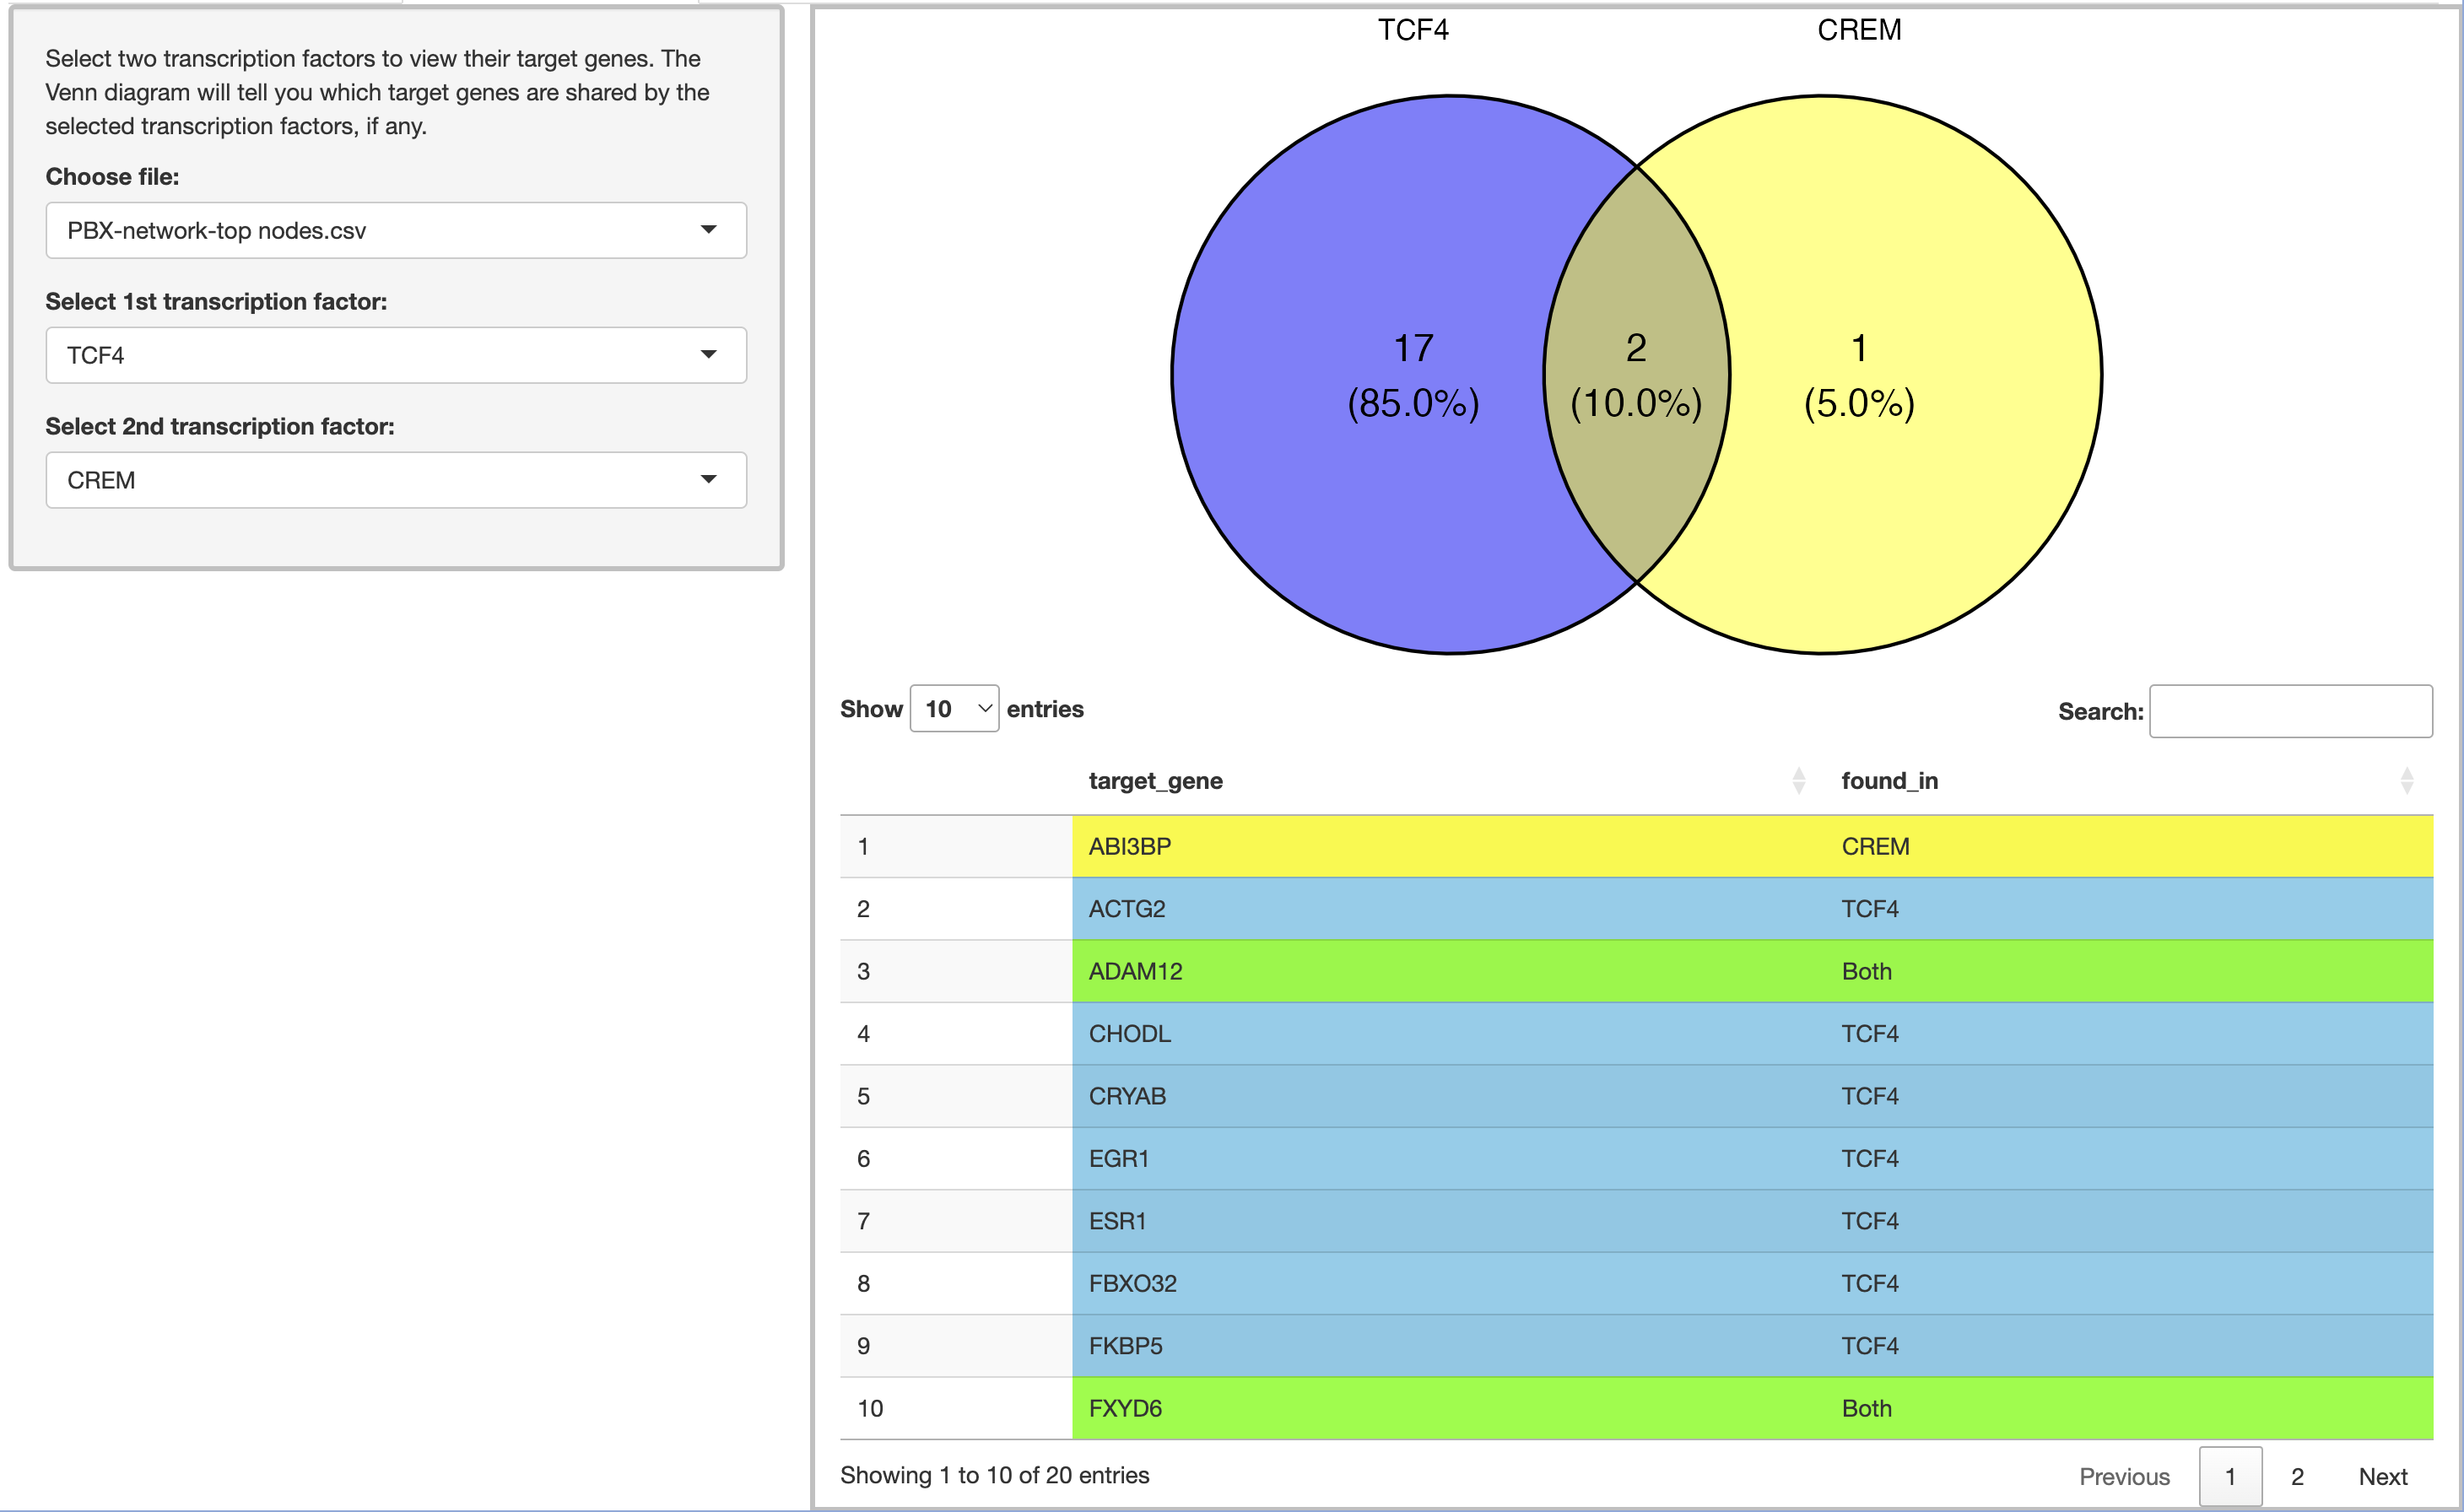 Select two transcription factors to view their target genes. The
Venn diagram will tell you which target genes are shared by the
selected transcription factors, if any.
Choose file:
PBX-network-top nodes.csv
Select 1st transcription factor:
TCF4
Select 2nd transcription factor:
CREM
TCF4 CREM
17 2 1
(85.0%) (10.0%) (5.0%)
Show 10 entries Search:
target_gene found_in
1 ABI3BP CREM
2 ACTG2 TCF4
3 ADAM12 Both
4 CHODL TCF4
5 CRYAB TCF4
6 EGR1 TCF4
7 ESR1 TCF4
8 FBXO32 TCF4
9 FKBP5 TCF4
10 FXYD6 Both
Showing 1 to 10 of 20 entries Previous 1 2 Next